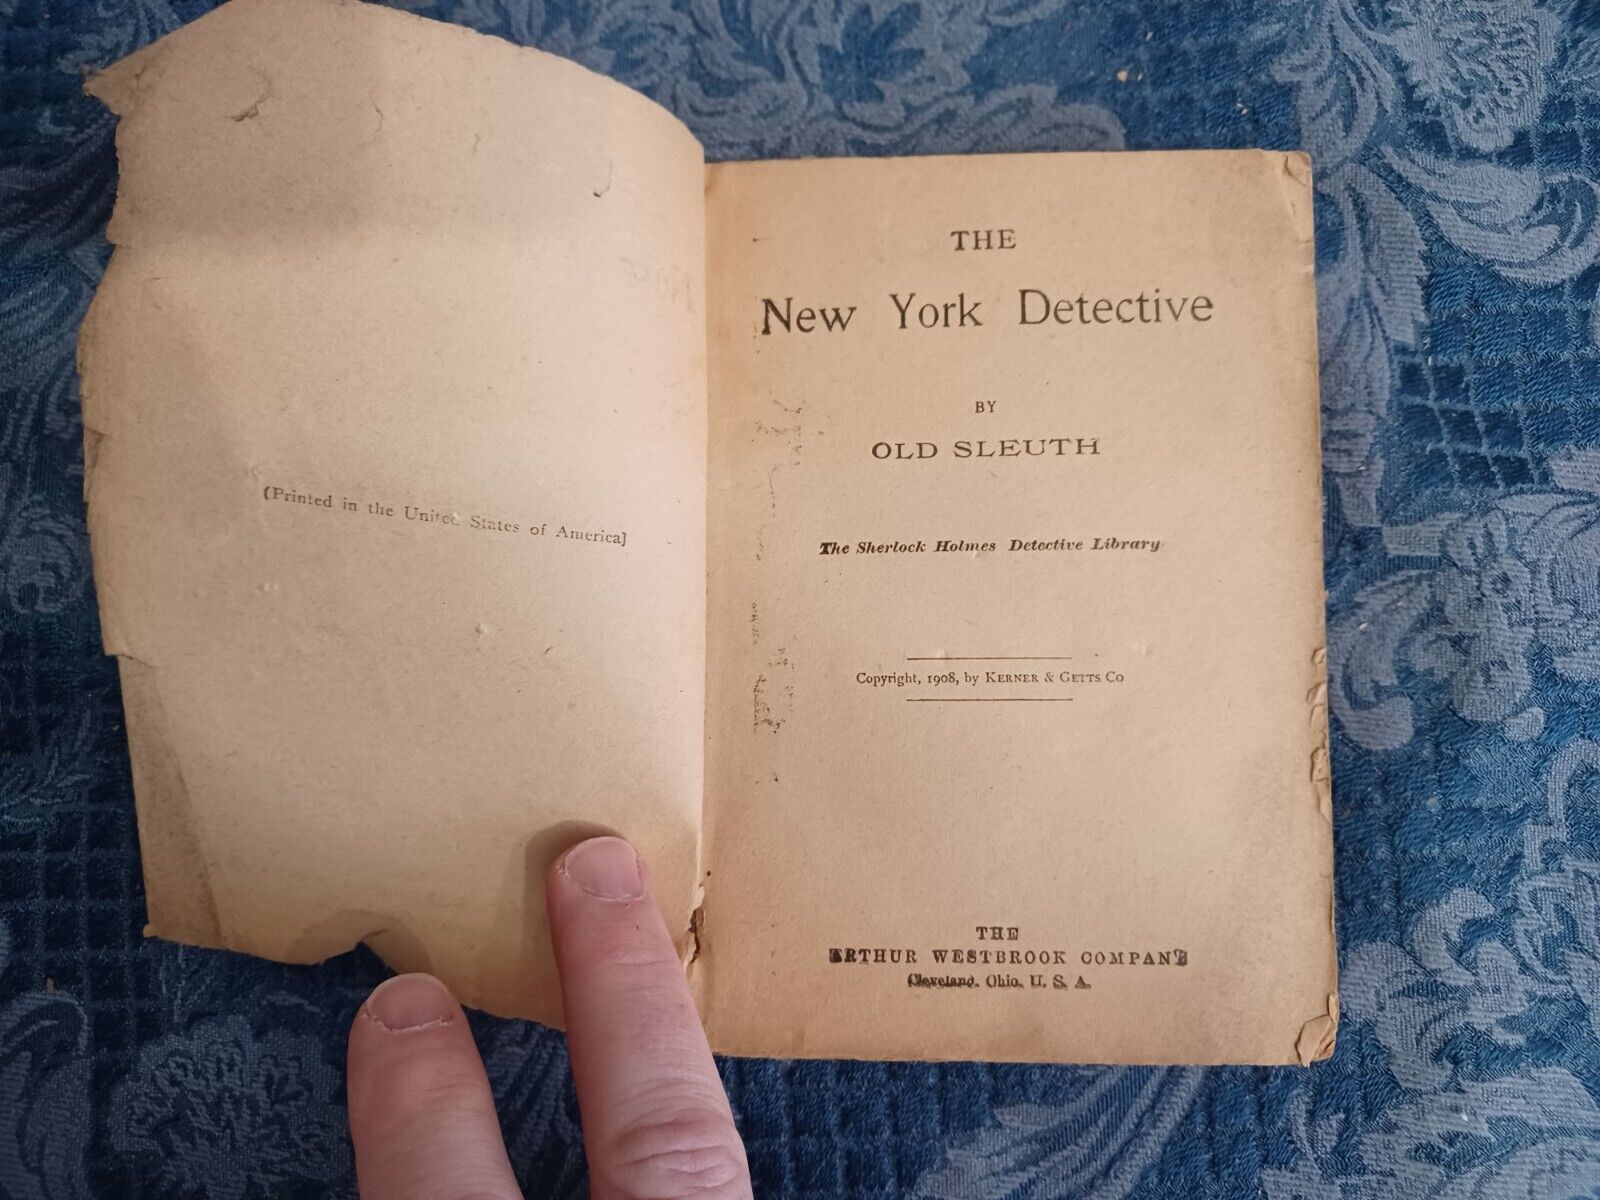 (Printed in the United States of America]
THE
New York Detective
BY
OLD SLEUTH
The Sherlock Holmes Detective Library
Copyright, 1908, by KERNER & GETTS Co
THE
ARTHUR WESTBROOK COMPANY
Cleveland, Ohio, U. S. A.